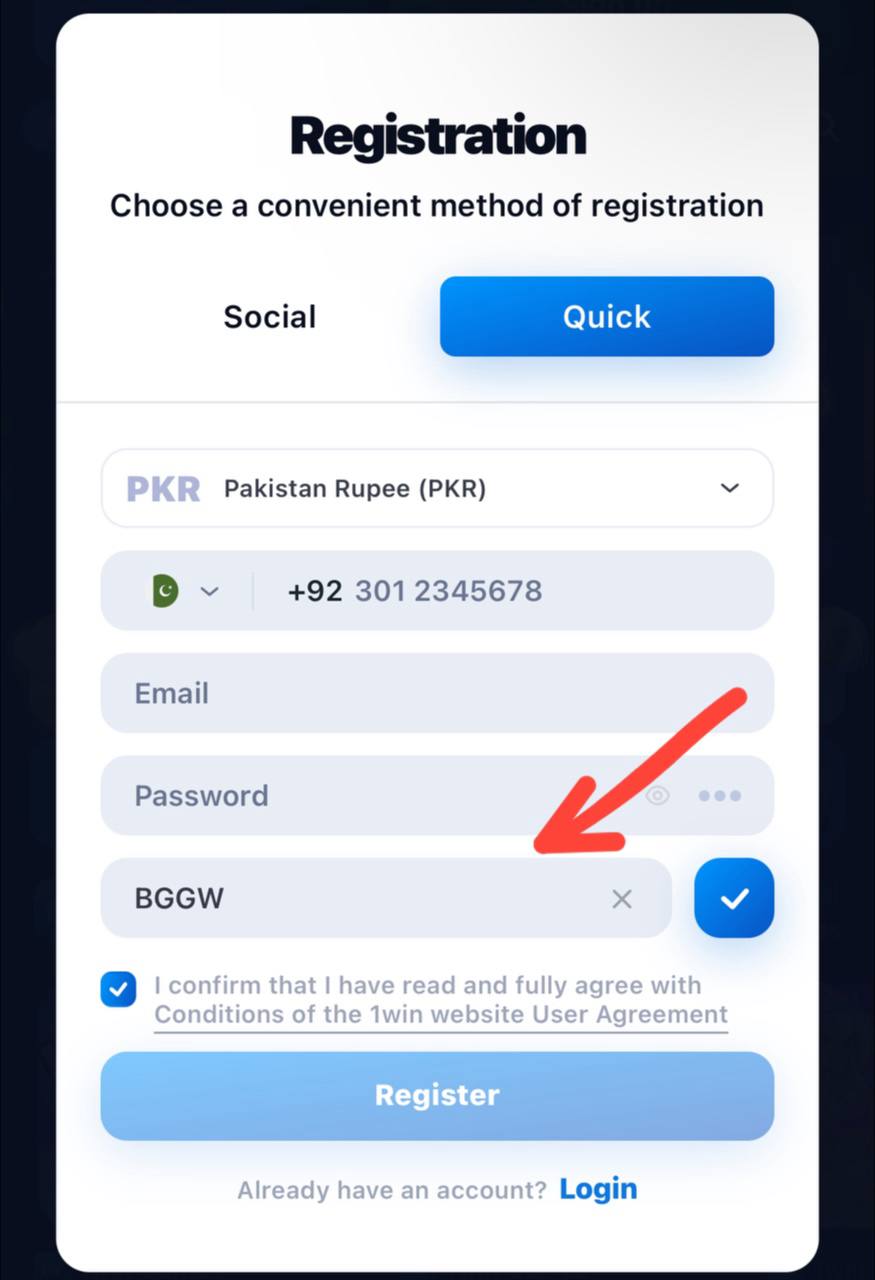 Registration
Choose a convenient method of registration
Social
Quick
PKR Pakistan Rupee (PKR)
+92 301 2345678
Email
Password
BGGW
I confirm that I have read and fully agree with
Conditions of the 1win website User Agreement
Register
Already have an account? Login